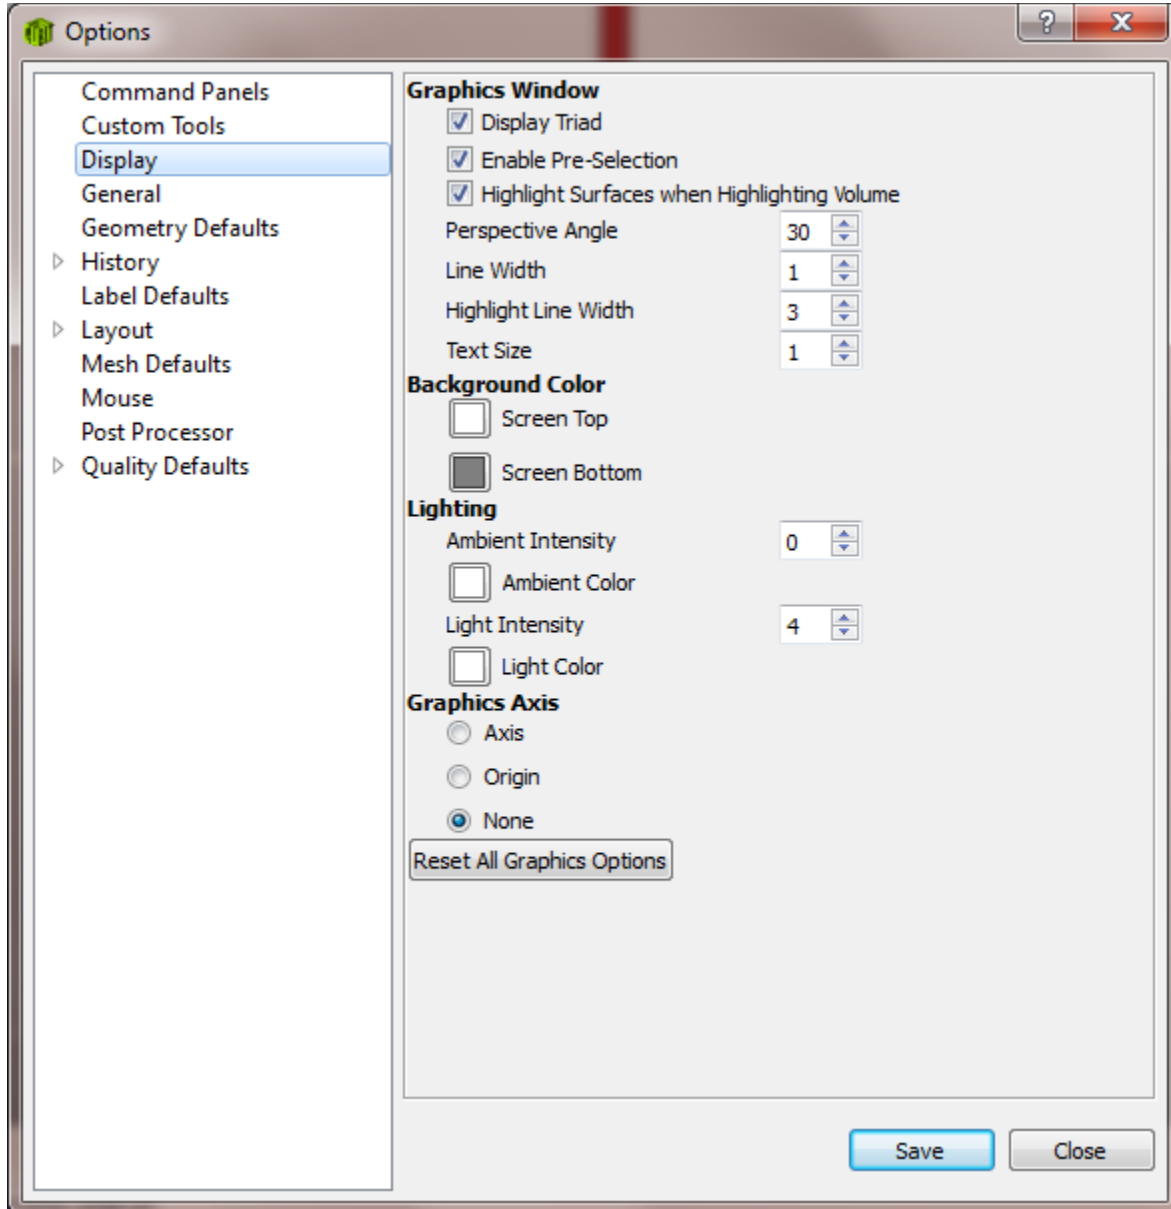 Options
?
X
Command Panels
Custom Tools
Display
General
Geometry Defaults
History
Label Defaults
Layout
Mesh Defaults
Mouse
Post Processor
Quality Defaults
Graphics Window
Display Triad
Enable Pre-Selection
Highlight Surfaces when Highlighting Volume
Perspective Angle 30
Line Width 1
Highlight Line Width 3
Text Size 1
Background Color
Screen Top
Screen Bottom
Lighting
Ambient Intensity 0
Ambient Color
Light Intensity 4
Light Color
Graphics Axis
Axis
Origin
None
Reset All Graphics Options
Save Close